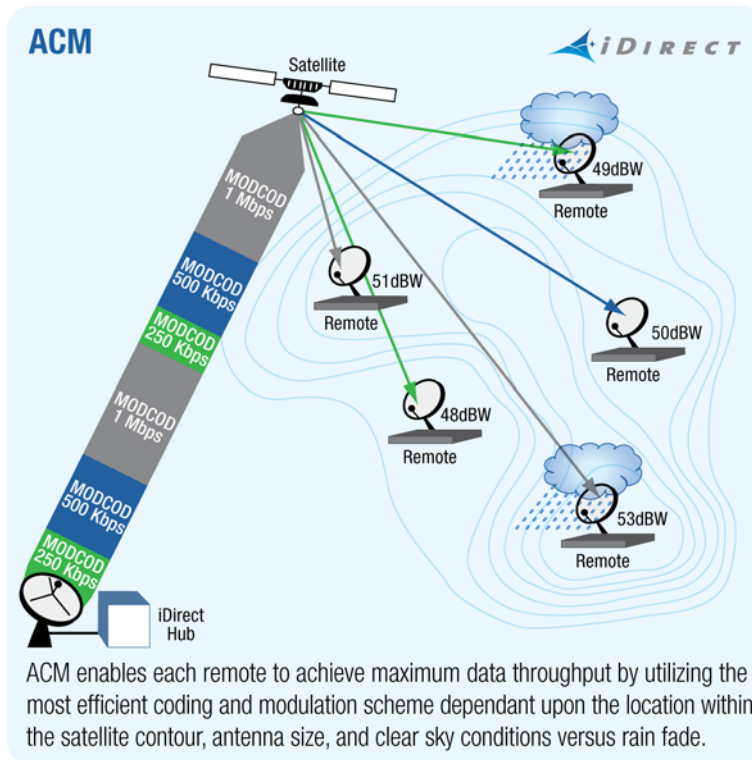 ACM
iDIRECT
Satellite
49dBW
Remote
MODCOD
1 Mbps
MODCOD
500 Kbps
MODCOD
250 Kbps
MODCOD
1 Mbps
MODCOD
500 Kbps
MODCOD
250 Kbps
51dBW
Remote
50dBW
Remote
48dBW
Remote
53dBW
Remote
iDirect
Hub
ACM enables each remote to achieve maximum data throughput by utilizing the
most efficient coding and modulation scheme dependant upon the location within
the satellite contour, antenna size, and clear sky conditions versus rain fade.